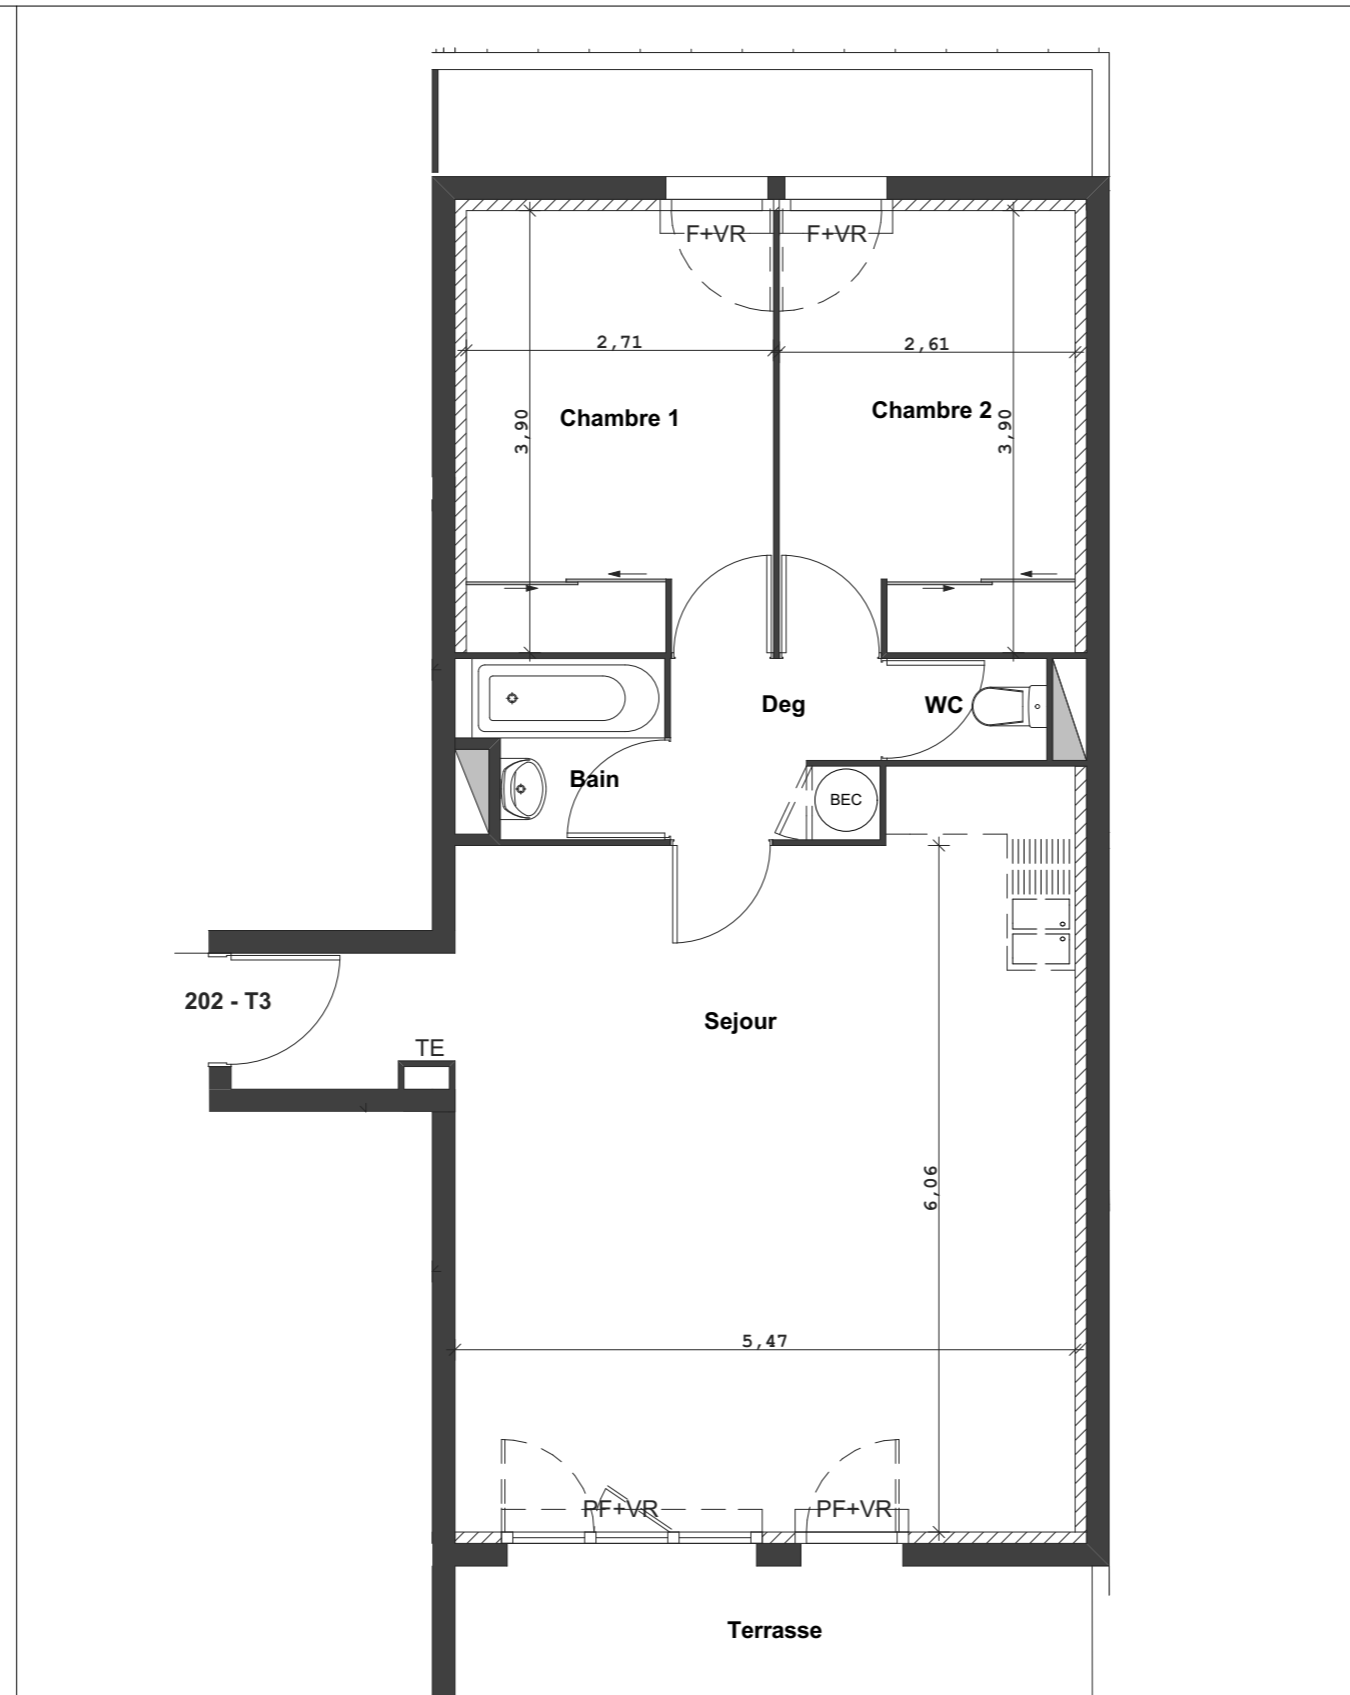 F+VR
F+VR
2,71
2,61
Chambre 1
Chambre 2
3,90
3,90
Deg
WC
Bain
BEC
202 - T3
Sejour
TE
6,06
5,47
PF+VR
PF+VR
Terrasse